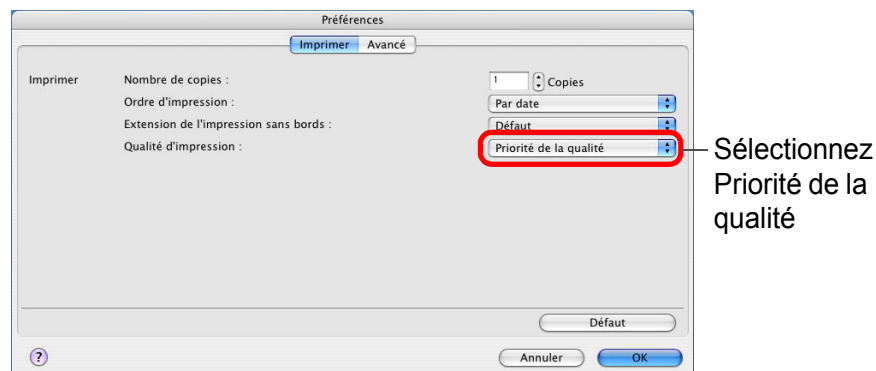 Préférences
Imprimer Avancé
Imprimer Nombre de copies : 1 Copies
Ordre d'impression : Par date
Extension de l'impression sans bords : Défaut
Qualité d'impression : Priorité de la qualité
Sélectionnez
Priorité de la
qualité
Défaut
? Annuler OK